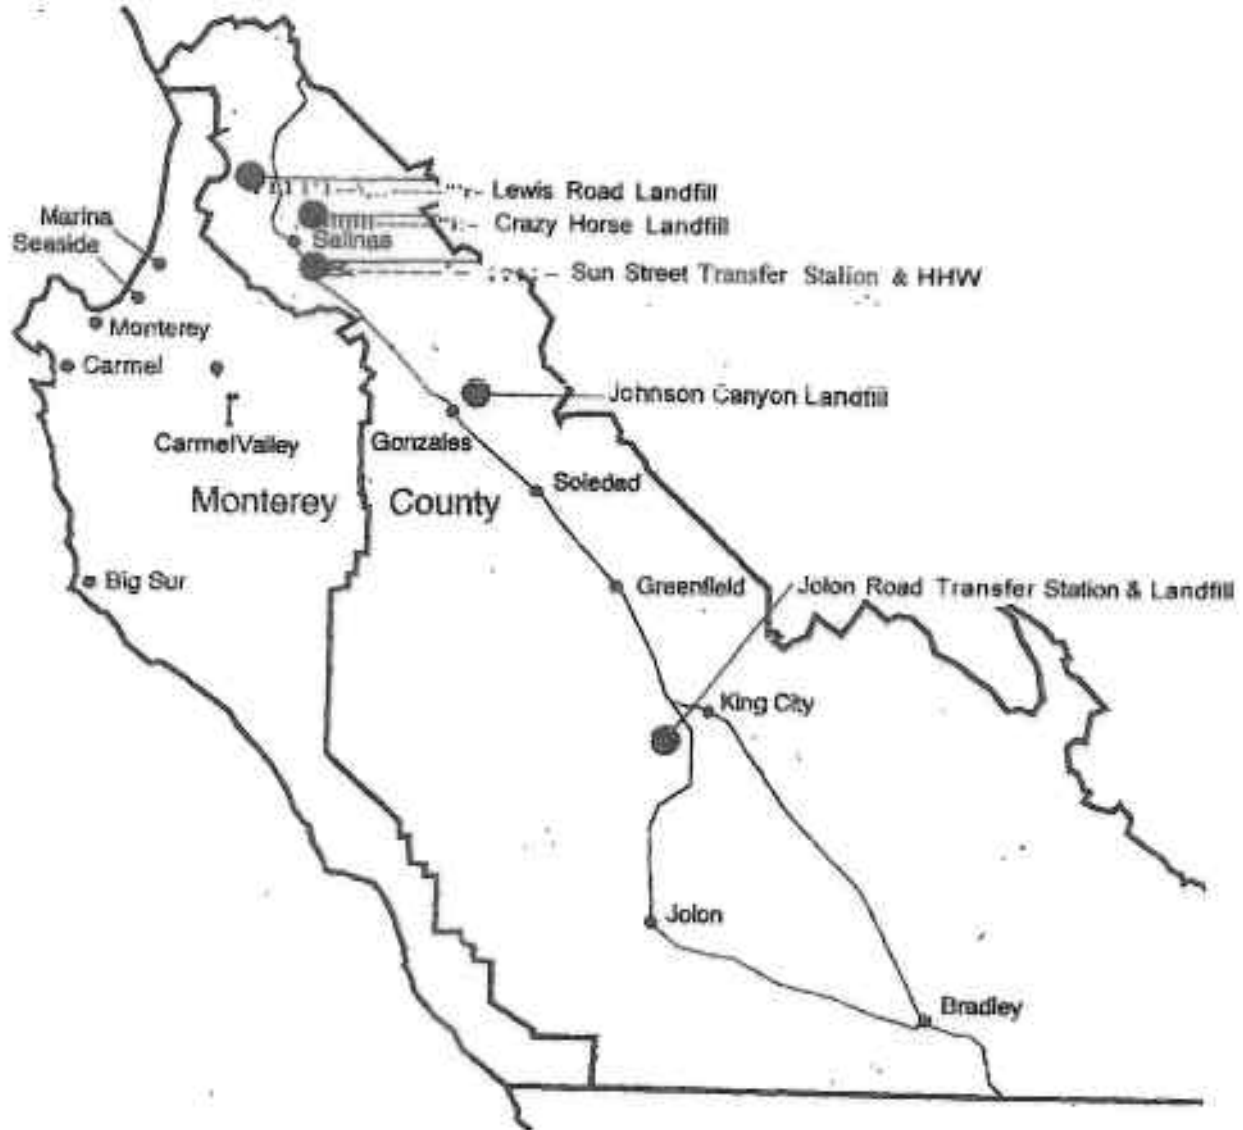 Lewis Road Landfill
Crazy Horse Landfill
Marina
Seaside
Salinas
Sun Street Transfer Stalion & HHW
Monterey
Carmel
Johnson Canyon Landfill
CarmelValley
Gonzales
Soledad
Monterey County
Big Sur
Greenfield
Jolon Road Transfer Station & Landfill
King City
Jolon
Bradley